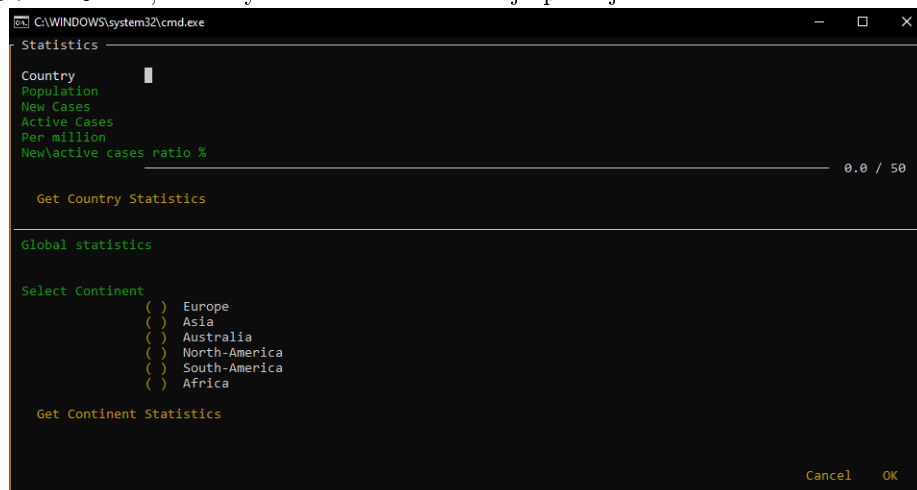 C:\WINDOWS\system32\cmd.exe
Statistics
Country
Population
New Cases
Active Cases
Per million
New\active cases ratio %
0.0 / 50
Get Country Statistics
Global statistics
Select Continent
( ) Europe
( ) Asia
( ) Australia
( ) North-America
( ) South-America
( ) Africa
Get Continent Statistics
Cancel OK